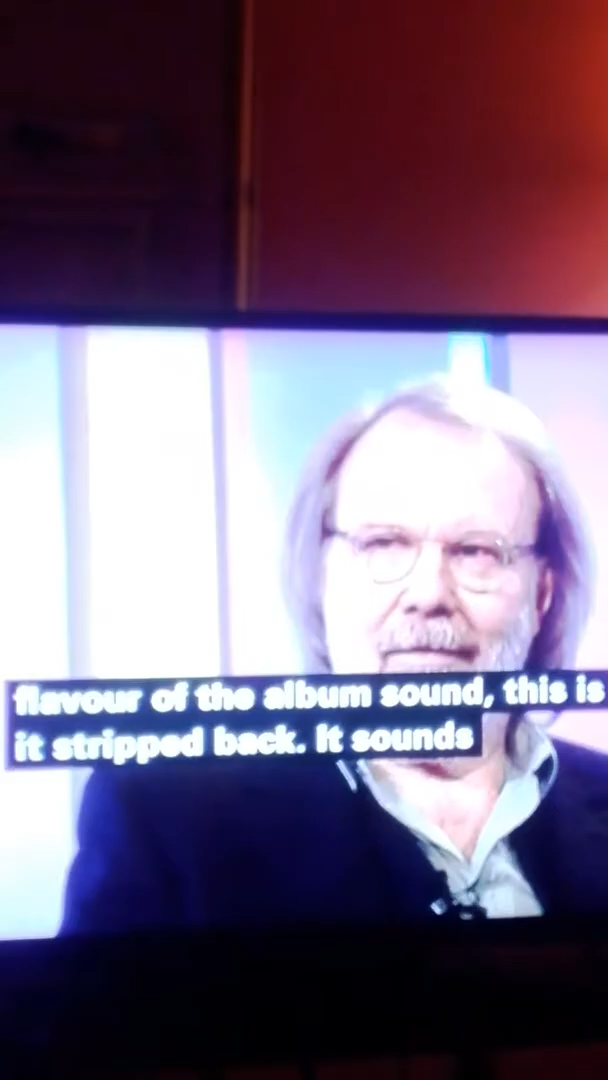 flavour of the album sound, this is
it stripped back. It sounds